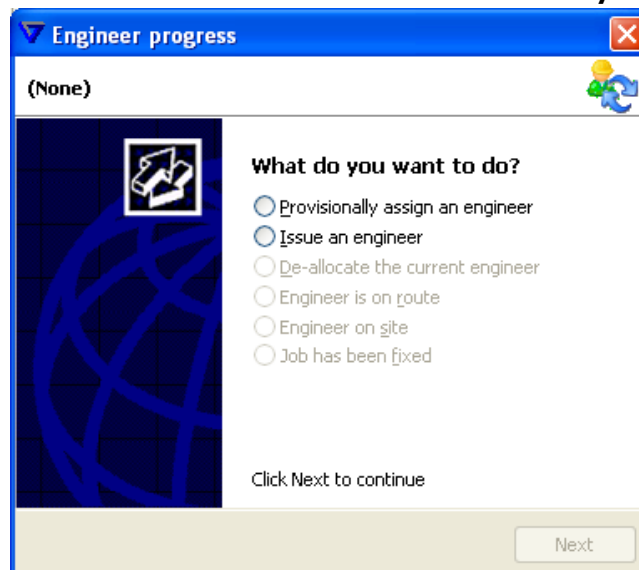 Engineer progress
(None)
What do you want to do?
Provisionally assign an engineer
Issue an engineer
De-allocate the current engineer
Engineer is on route
Engineer on site
Job has been fixed
Click Next to continue
Next